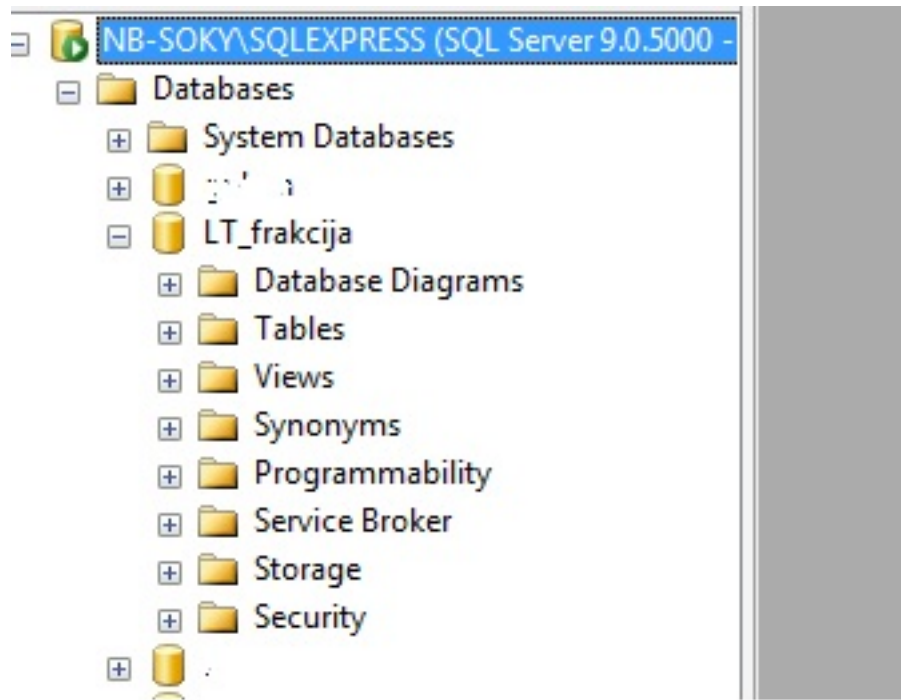 NB-SOKY\SQLEXPRESS (SQL Server 9.0.5000 -
Databases
System Databases
LT_frakcija
Database Diagrams
Tables
Views
Synonyms
Programmability
Service Broker
Storage
Security